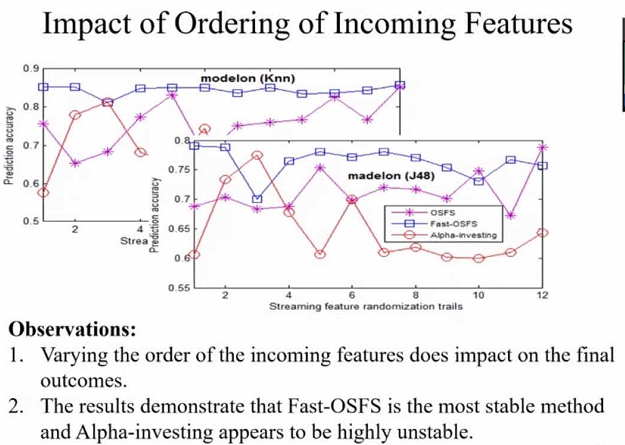 Impact of Ordering of Incoming Features
modelon (Knn)
Prediction accuracy
0.9
0.8
0.7
0.6
0.5
2
4
Strea
madelon (J48)
Prediction accuracy
0.8
0.75
0.7
0.65
0.6
0.55
OSFS
Fast-OSFS
Alpha-investing
2
4
6
8
10
12
Streaming feature randomization trails
Observations:
1. Varying the order of the incoming features does impact on the final
outcomes.
2. The results demonstrate that Fast-OSFS is the most stable method
and Alpha-investing appears to be highly unstable.